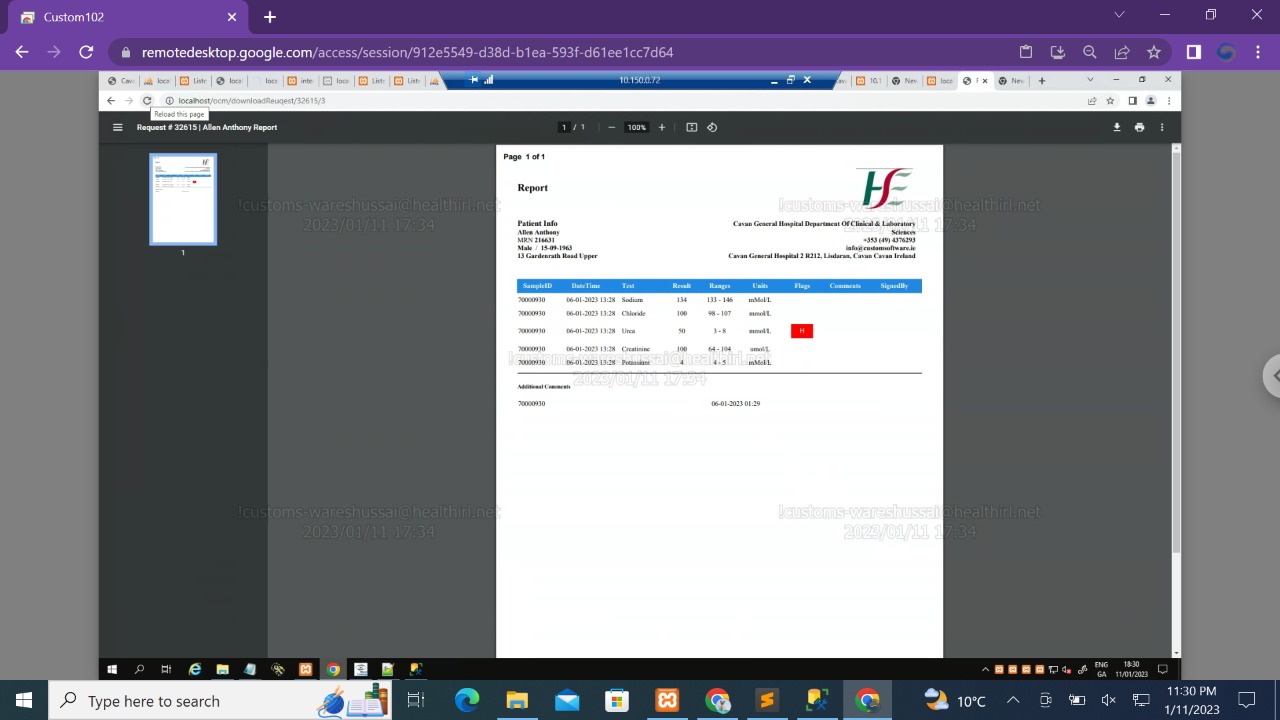 Custom102
remotedesktop.google.com/access/session/912e5549-d38d-b1ea-593f-d61ee1cc7d64
10.150.0.72
localhost/ocm/downloadReuqest/32615/3
Reload this page
Request # 32615 | Allen Anthony Report
1 / 1
100%
1
Page 1 of 1
Report
HSE
Patient Info
Allen Anthony
MRN 216631
Male / 15-09-1963
13 Gardenrath Road Upper
Cavan General Hospital Department Of Clinical & Laboratory
Sciences
+353 (49) 4376293
info@customsoftware.ie
Cavan General Hospital 2 R212, Lisdaran, Cavan Cavan Ireland
SampleID DateTime Test Result Ranges Units Flags Comments SignedBy
70000930 06-01-2023 13:28 Sodium 134 133 - 146 mMol/L
70000930 06-01-2023 13:28 Chloride 100 98 - 107 mmol/L
70000930 06-01-2023 13:28 Urea 50 3 - 8 mmol/L H
70000930 06-01-2023 13:28 Creatinine 100 64 - 104 umol/L
70000930 06-01-2023 13:28 Potassium 4 4 - 5 mMol/L
Additional Comments
70000930 06-01-2023 01:29
!customs-wareshussai@healthirl.net
2023/01/11 17:34
!customs-wareshussai@healthirl.net
2023/01/11 17:34
!customs-wareshussai@healthirl.net
2023/01/11 17:34
!customs-wareshussai@healthirl.net
2023/01/11 17:34
!customs-wareshussai@healthirl.net
2023/01/11 17:34
ENG
GA
18:30
11/01/2023
Type here to search
10°C
11:30 PM
1/11/2023